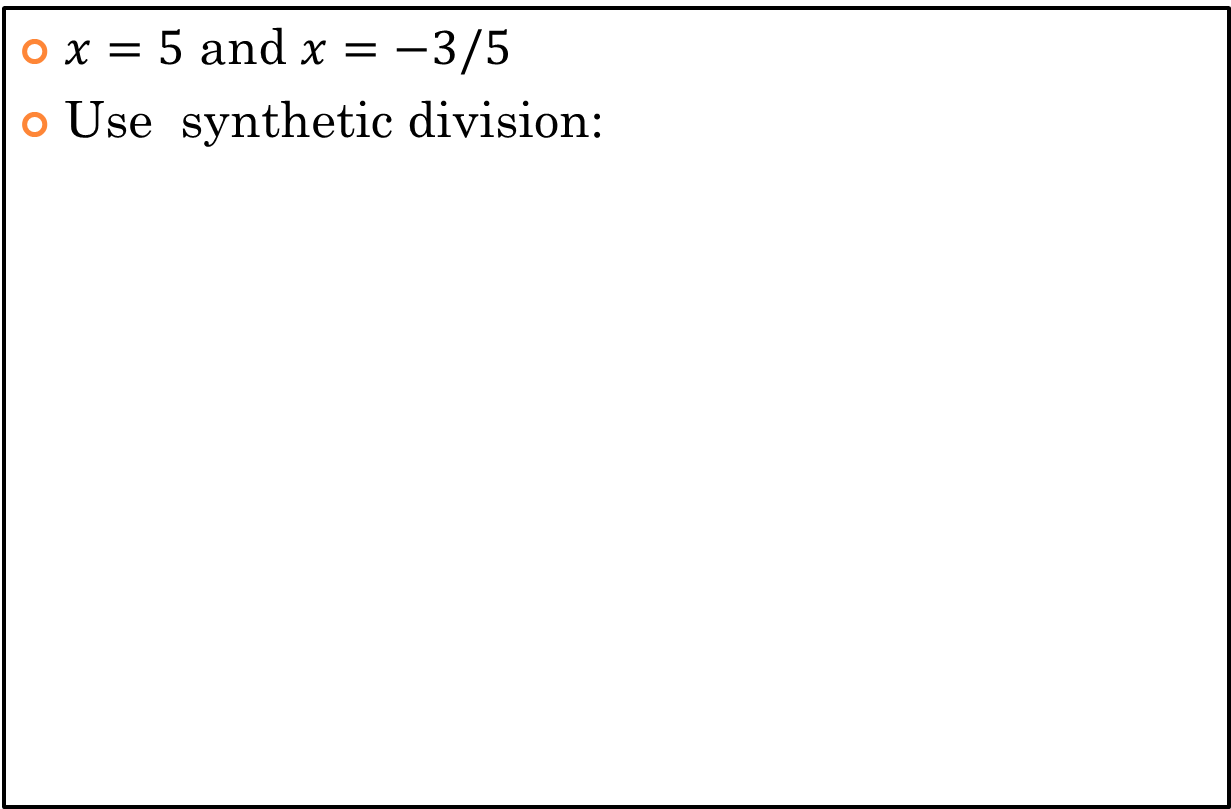 x = 5 and x = −3/5
Use  synthetic division: